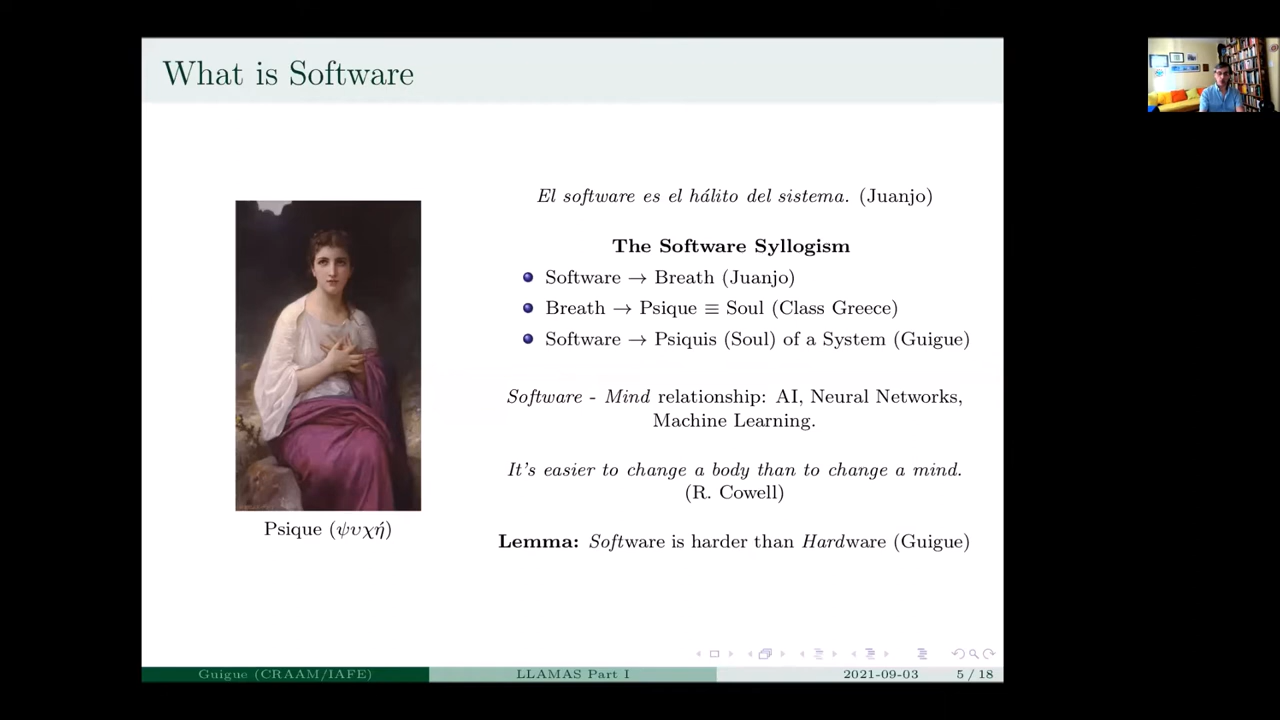 What is Software
El software es el hálito del sistema. (Juanjo)
The Software Syllogism
Software → Breath (Juanjo)
Breath → Psique ≡ Soul (Class Greece)
Software → Psiquis (Soul) of a System (Guigue)
Software - Mind relationship: AI, Neural Networks,
Machine Learning.
It's easier to change a body than to change a mind.
(R. Cowell)
Lemma: Software is harder than Hardware (Guigue)
Psique (ψυχή)
Guigue (CRAAM/IAFE) LLAMAS Part I 2021-09-03 5 / 18